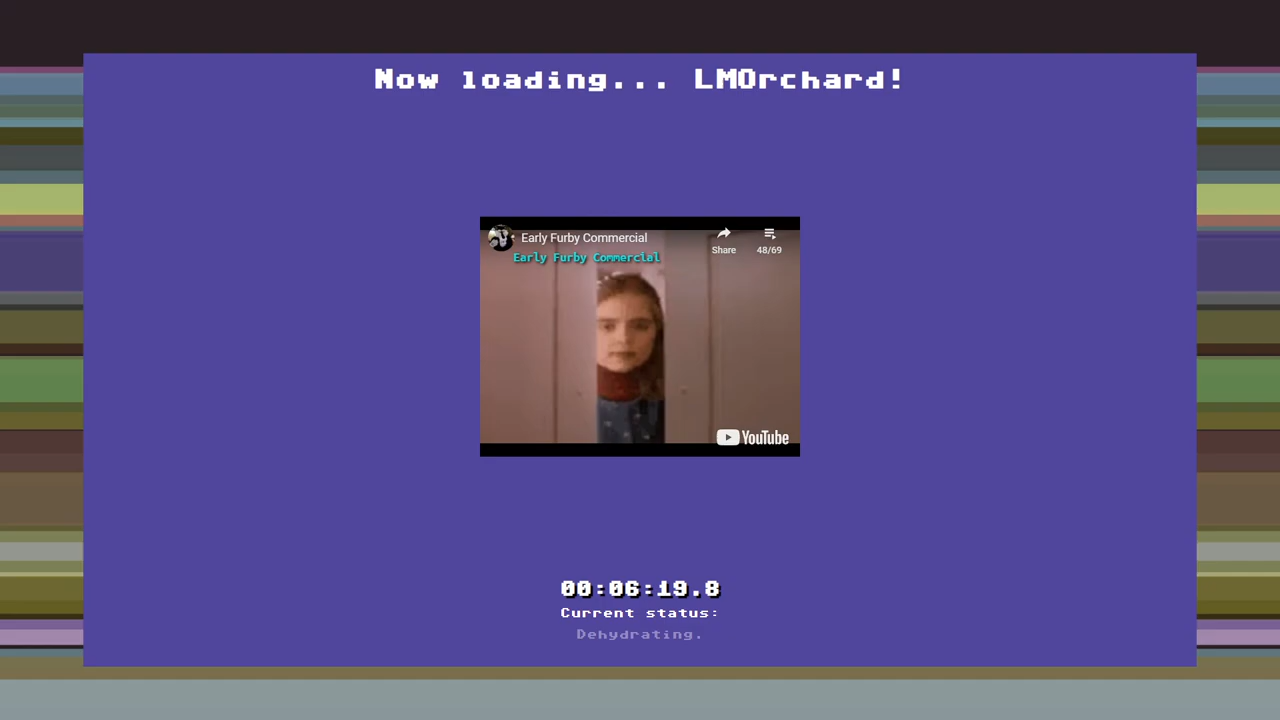 Now loading... LMOrchard!
Early Furby Commercial
Share
48/69
Early Furby Commercial
YouTube
00:06:19.8
Current status:
Dehydrating.